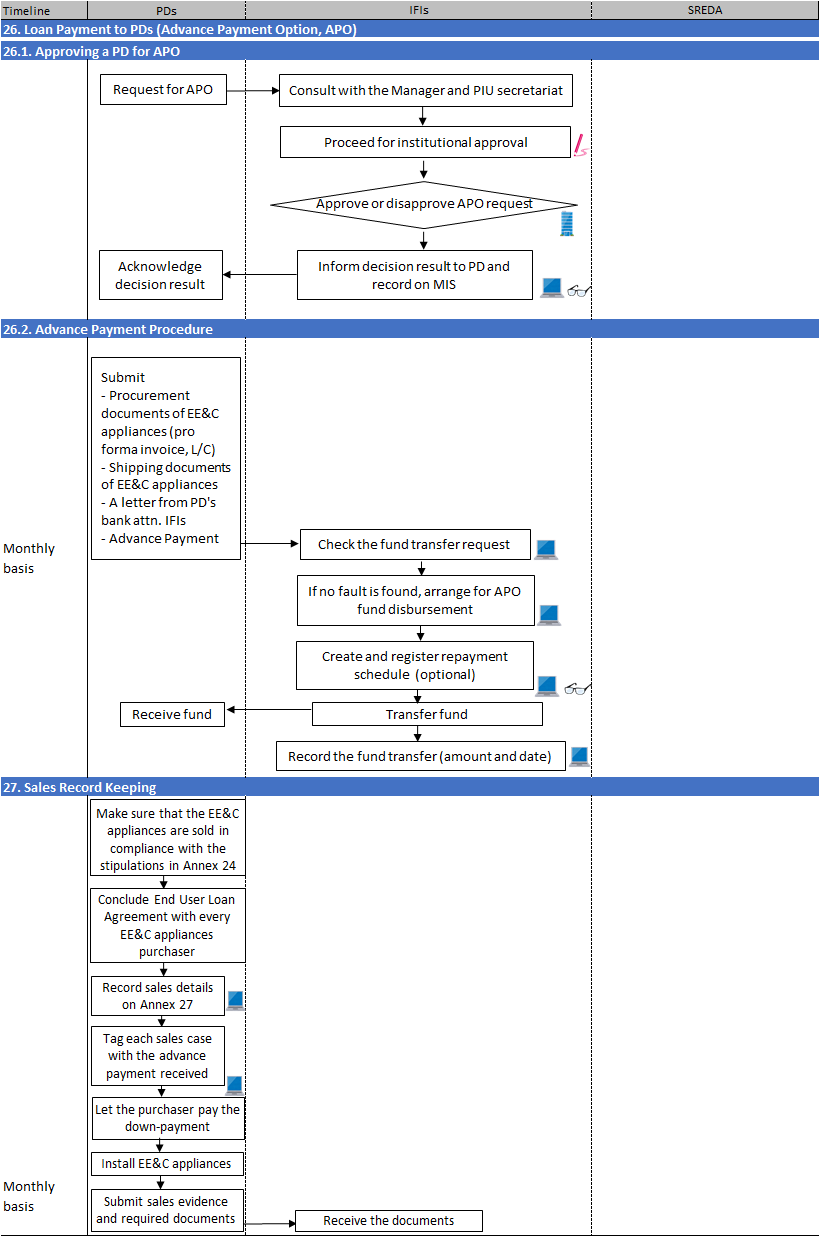 Timeline PDs IFIs SREDA
26. Loan Payment to PDs (Advance Payment Option, APO)
26.1. Approving a PD for APO
Request for APO
Consult with the Manager and PIU secretariat
Proceed for institutional approval
Approve or disapprove APO request
Inform decision result to PD and
record on MIS
Acknowledge
decision result
26.2. Advance Payment Procedure
Submit
- Procurement
documents of EE&C
appliances (pro
forma invoice, L/C)
- Shipping documents
of EE&C appliances
- A letter from PD's
bank attn. IFIs
- Advance Payment
Monthly
basis
Check the fund transfer request
If no fault is found, arrange for APO
fund disbursement
Create and register repayment
schedule (optional)
Receive fund
Transfer fund
Record the fund transfer (amount and date)
27. Sales Record Keeping
Make sure that the EE&C
appliances are sold in
compliance with the
stipulations in Annex 24
Conclude End User Loan
Agreement with every
EE&C appliances
purchaser
Record sales details
on Annex 27
Tag each sales case
with the advance
payment received
Let the purchaser pay the
down-payment
Install EE&C appliances
Monthly
basis
Submit sales evidence
and required documents
Receive the documents